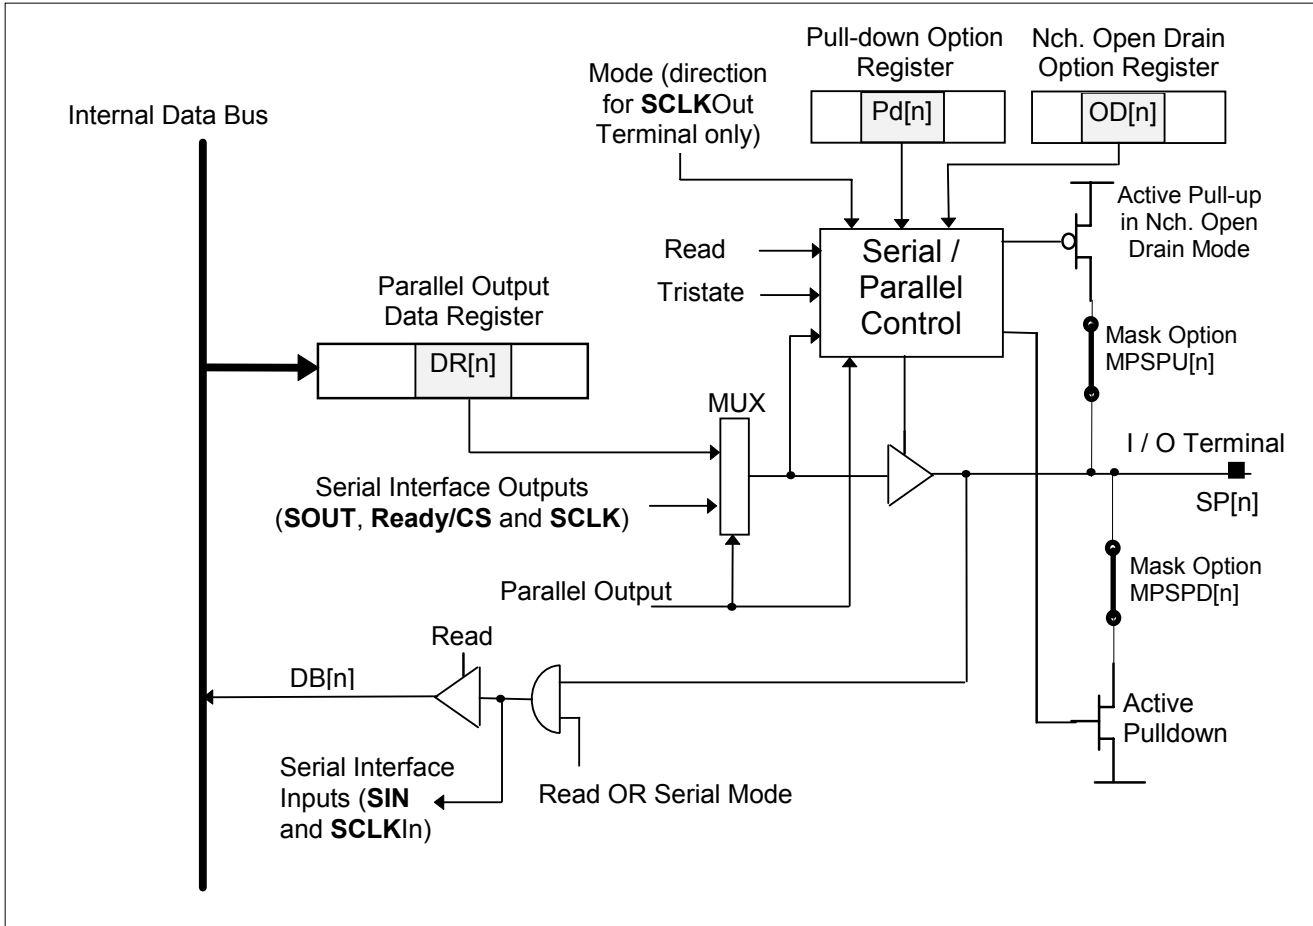 Pull-down Option
Register
Nch. Open Drain
Option Register
Mode (direction
for SCLKOut
Terminal only)
Internal Data Bus
Pd[n]
OD[n]
Active Pull-up
in Nch. Open
Drain Mode
Read
Tristate
Serial /
Parallel
Control
Parallel Output
Data Register
DR[n]
Mask Option
MPSPU[n]
MUX
I / O Terminal
SP[n]
Serial Interface Outputs
(SOUT, Ready/CS and SCLK)
Mask Option
MPSPD[n]
Parallel Output
Read
DB[n]
Active
Pulldown
Serial Interface
Inputs (SIN
and SCLKIn)
Read OR Serial Mode